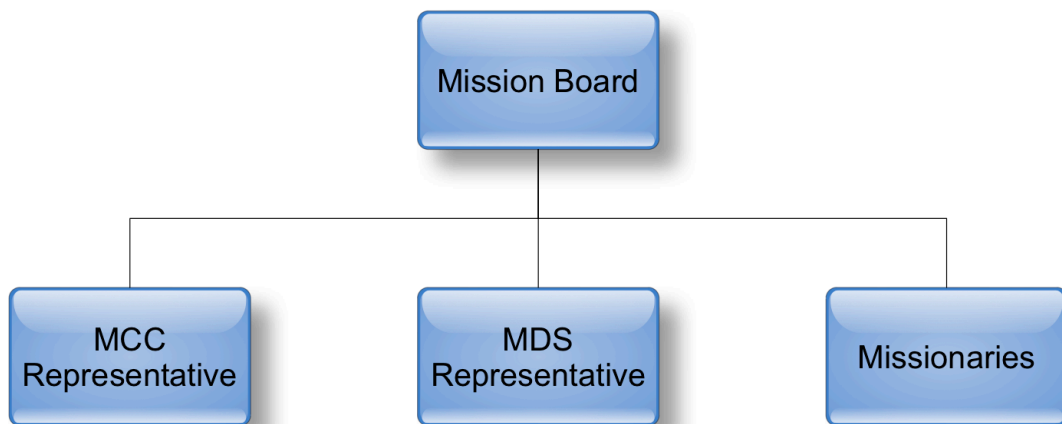 Mission Board
MCC
Representative
MDS
Representative
Missionaries